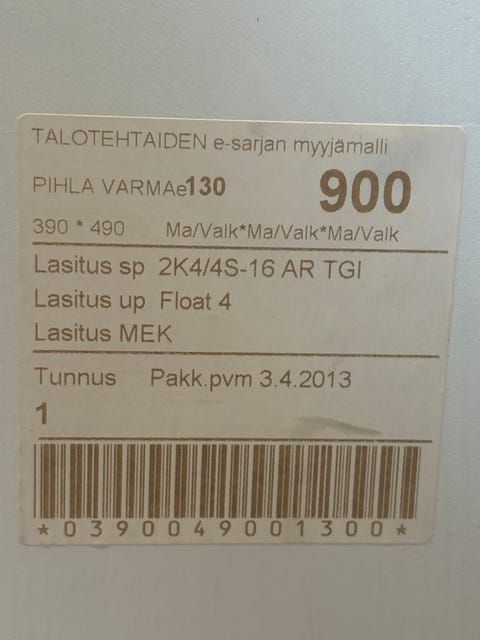 TALOTEHTAIDEN e-sarjan myyjämalli
PIHLA VARMAe130 900
390 * 490 Ma/Valk*Ma/Valk*Ma/Valk
Lasitus sp 2K4/4S-16 AR TGI
Lasitus up Float 4
Lasitus MEK
Tunnus Pakk.pvm 3.4.2013
1
*0390049001300*